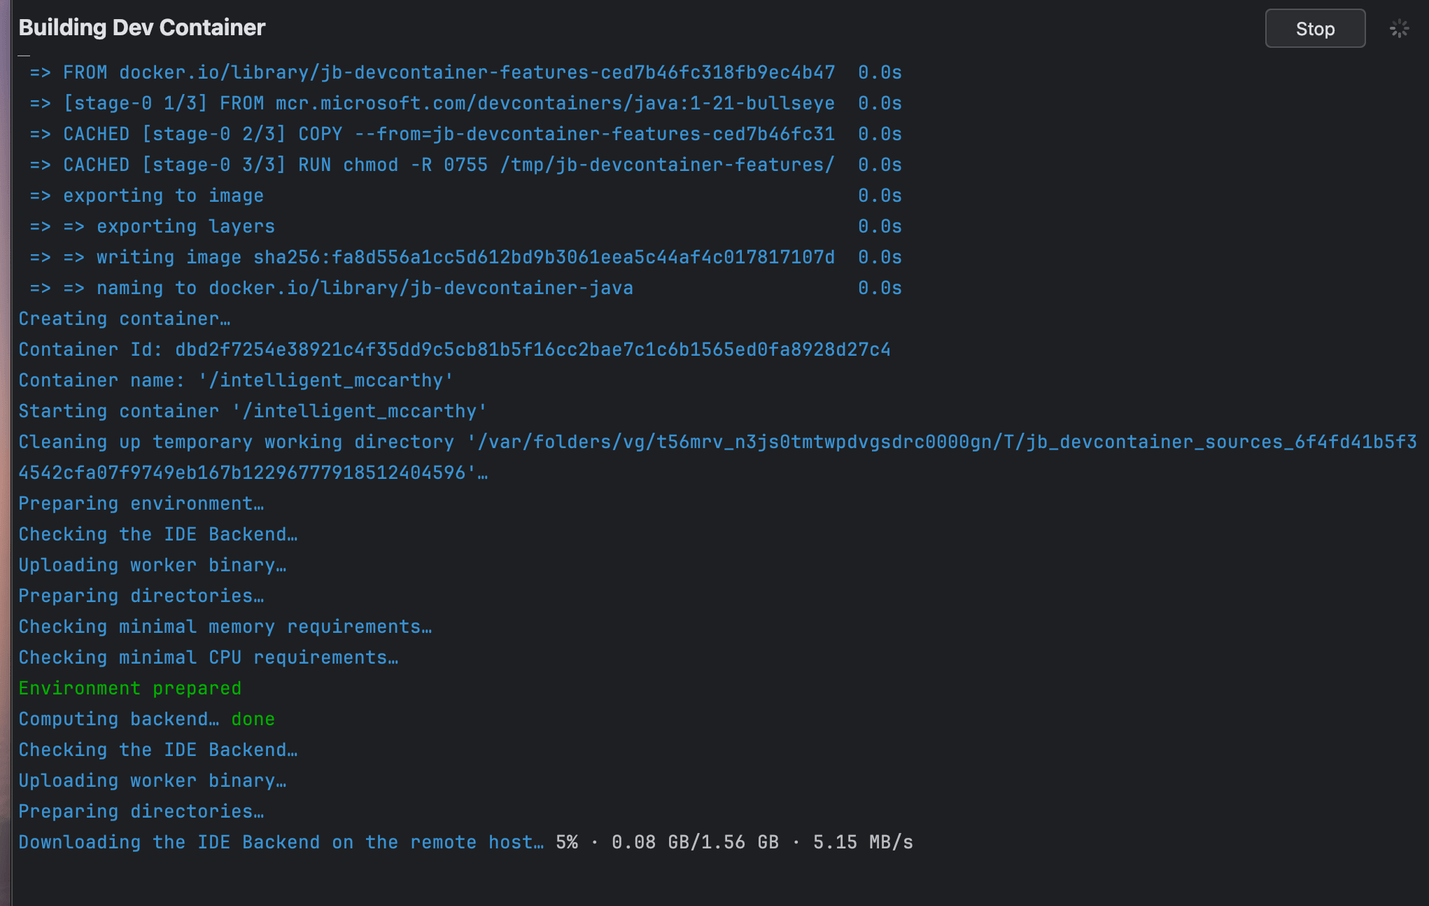 Building Dev Container
Stop
=> FROM docker.io/library/jb-devcontainer-features-ced7b46fc318fb9ec4b47 0.0s
=> [stage-0 1/3] FROM mcr.microsoft.com/devcontainers/java:1-21-bullseye 0.0s
=> CACHED [stage-0 2/3] COPY --from=jb-devcontainer-features-ced7b46fc31 0.0s
=> CACHED [stage-0 3/3] RUN chmod -R 0755 /tmp/jb-devcontainer-features/ 0.0s
=> exporting to image 0.0s
=> => exporting layers 0.0s
=> => writing image sha256:fa8d556a1cc5d612bd9b3061eea5c44af4c017817107d 0.0s
=> => naming to docker.io/library/jb-devcontainer-java 0.0s
Creating container…
Container Id: dbd2f7254e38921c4f35dd9c5cb81b5f16cc2bae7c1c6b1565ed0fa8928d27c4
Container name: '/intelligent_mccarthy'
Starting container '/intelligent_mccarthy'
Cleaning up temporary working directory '/var/folders/vg/t56mrv_n3js0tmtwpdvgsdrc0000gn/T/jb_devcontainer_sources_6f4fd41b5f3
4542cfa07f9749eb167b12296777918512404596'…
Preparing environment…
Checking the IDE Backend…
Uploading worker binary…
Preparing directories…
Checking minimal memory requirements…
Checking minimal CPU requirements…
Environment prepared
Computing backend… done
Checking the IDE Backend…
Uploading worker binary…
Preparing directories…
Downloading the IDE Backend on the remote host… 5% · 0.08 GB/1.56 GB · 5.15 MB/s